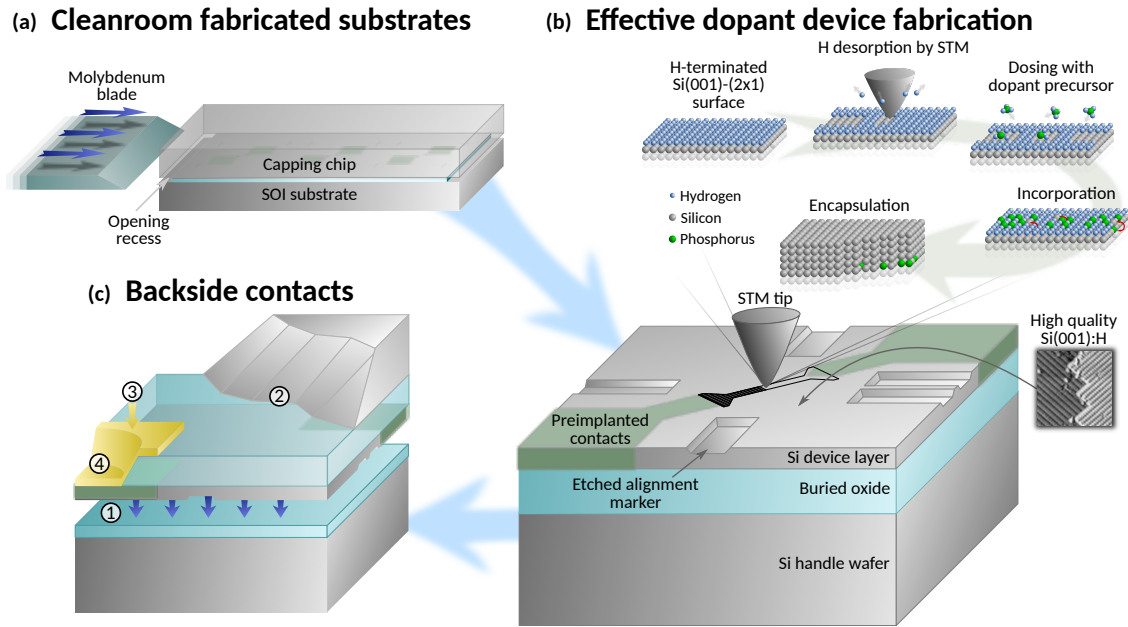 (a) Cleanroom fabricated substrates
Molybdenum
blade
Capping chip
SOI substrate
Opening
recess
(b) Effective dopant device fabrication
H desorption by STM
H-terminated
Si(001)-(2x1)
surface
Dosing with
dopant precursor
Hydrogen
Silicon
Phosphorus
Encapsulation
Incorporation
STM tip
High quality
Si(001):H
Preimplanted
contacts
Etched alignment
marker
Si device layer
Buried oxide
Si handle wafer
(c) Backside contacts
3
2
4
1